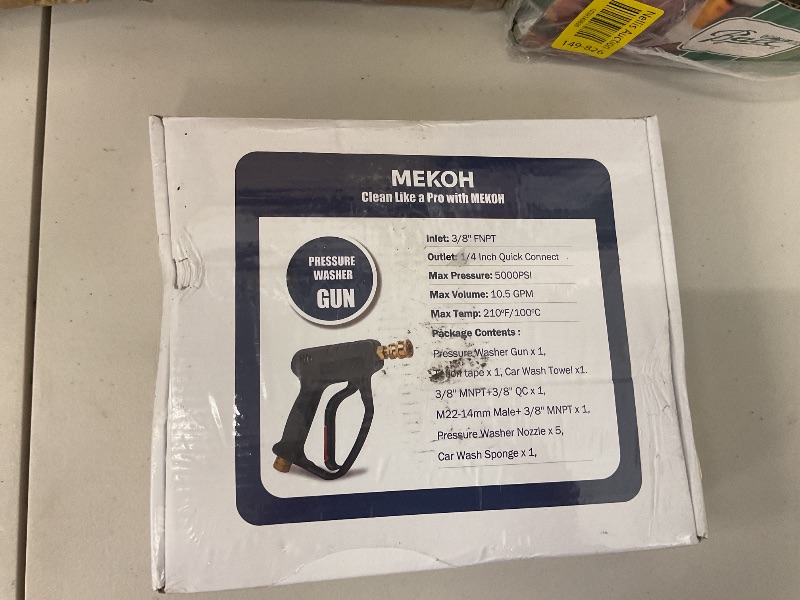 Nellis Auction
149-826
MEKOH
Clean Like a Pro with MEKOH
PRESSURE
WASHER
GUN
Inlet: 3/8" FNPT
Outlet: 1/4 Inch Quick Connect
Max Pressure: 5000PSI
Max Volume: 10.5 GPM
Max Temp: 210°F/100°C
Package Contents :
Pressure Washer Gun x 1,
tape x 1, Car Wash Towel x1.
3/8" MNPT+3/8" QC x 1,
M22-14mm Male+ 3/8" MNPT x 1,
Pressure Washer Nozzle x 5,
Car Wash Sponge x 1,